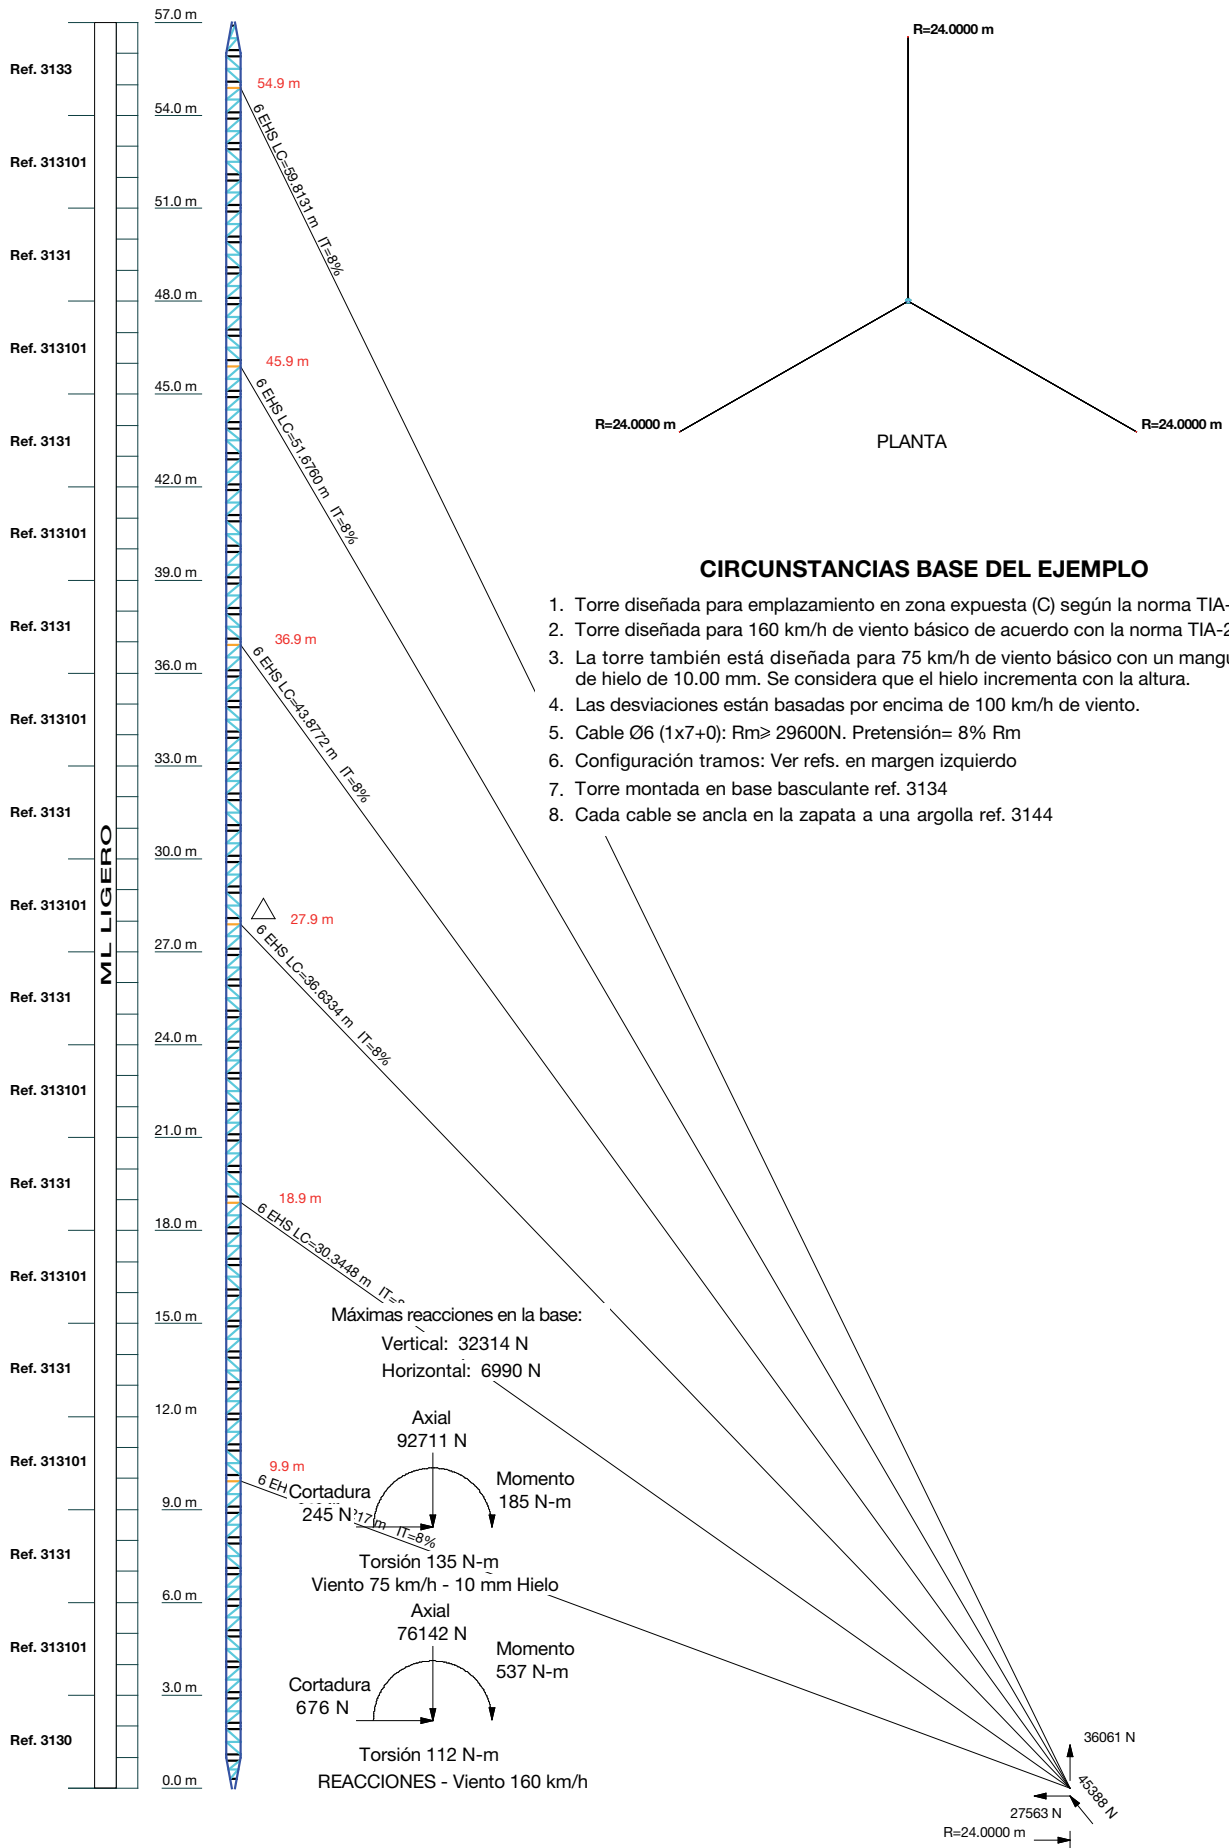 57.0 m
R=24.0000 m
Ref. 3133
54.9 m
54.0 m
6 EHS LC=59.8131 m IT=8%
Ref. 313101
51.0 m
Ref. 3131
48.0 m
Ref. 313101
45.9 m
45.0 m
6 EHS LC=51.6760 m IT=8%
R=24.0000 m
R=24.0000 m
PLANTA
Ref. 3131
42.0 m
Ref. 313101
39.0 m
CIRCUNSTANCIAS BASE DEL EJEMPLO
1. Torre diseñada para emplazamiento en zona expuesta (C) según la norma TIA-
2. Torre diseñada para 160 km/h de viento básico de acuerdo con la norma TIA-2
3. La torre también está diseñada para 75 km/h de viento básico con un mangu
de hielo de 10.00 mm. Se considera que el hielo incrementa con la altura.
4. Las desviaciones están basadas por encima de 100 km/h de viento.
5. Cable Ø6 (1x7+0): Rm≥ 29600N. Pretensión= 8% Rm
6. Configuración tramos: Ver refs. en margen izquierdo
7. Torre montada en base basculante ref. 3134
8. Cada cable se ancla en la zapata a una argolla ref. 3144
Ref. 3131
36.9 m
36.0 m
6 EHS LC=43.8772 m IT=8%
Ref. 313101
33.0 m
Ref. 3131
30.0 m
ML LIGERO
Ref. 313101
27.9 m
27.0 m
6 EHS LC=36.6334 m IT=8%
Ref. 3131
24.0 m
Ref. 313101
21.0 m
Ref. 3131
18.9 m
18.0 m
6 EHS LC=30.3448 m IT=
Ref. 313101
15.0 m
Máximas reacciones en la base:
Vertical: 32314 N
Horizontal: 6990 N
Ref. 3131
12.0 m
Axial
92711 N
Ref. 313101
9.9 m
6 EH 17 m IT=8%
Cortadura
245 N
Momento
185 N-m
9.0 m
Ref. 3131
Torsión 135 N-m
Viento 75 km/h - 10 mm Hielo
6.0 m
Axial
76142 N
Ref. 313101
Momento
537 N-m
Cortadura
676 N
3.0 m
Ref. 3130
Torsión 112 N-m
REACCIONES - Viento 160 km/h
0.0 m
36061 N
45388 N
27563 N
R=24.0000 m